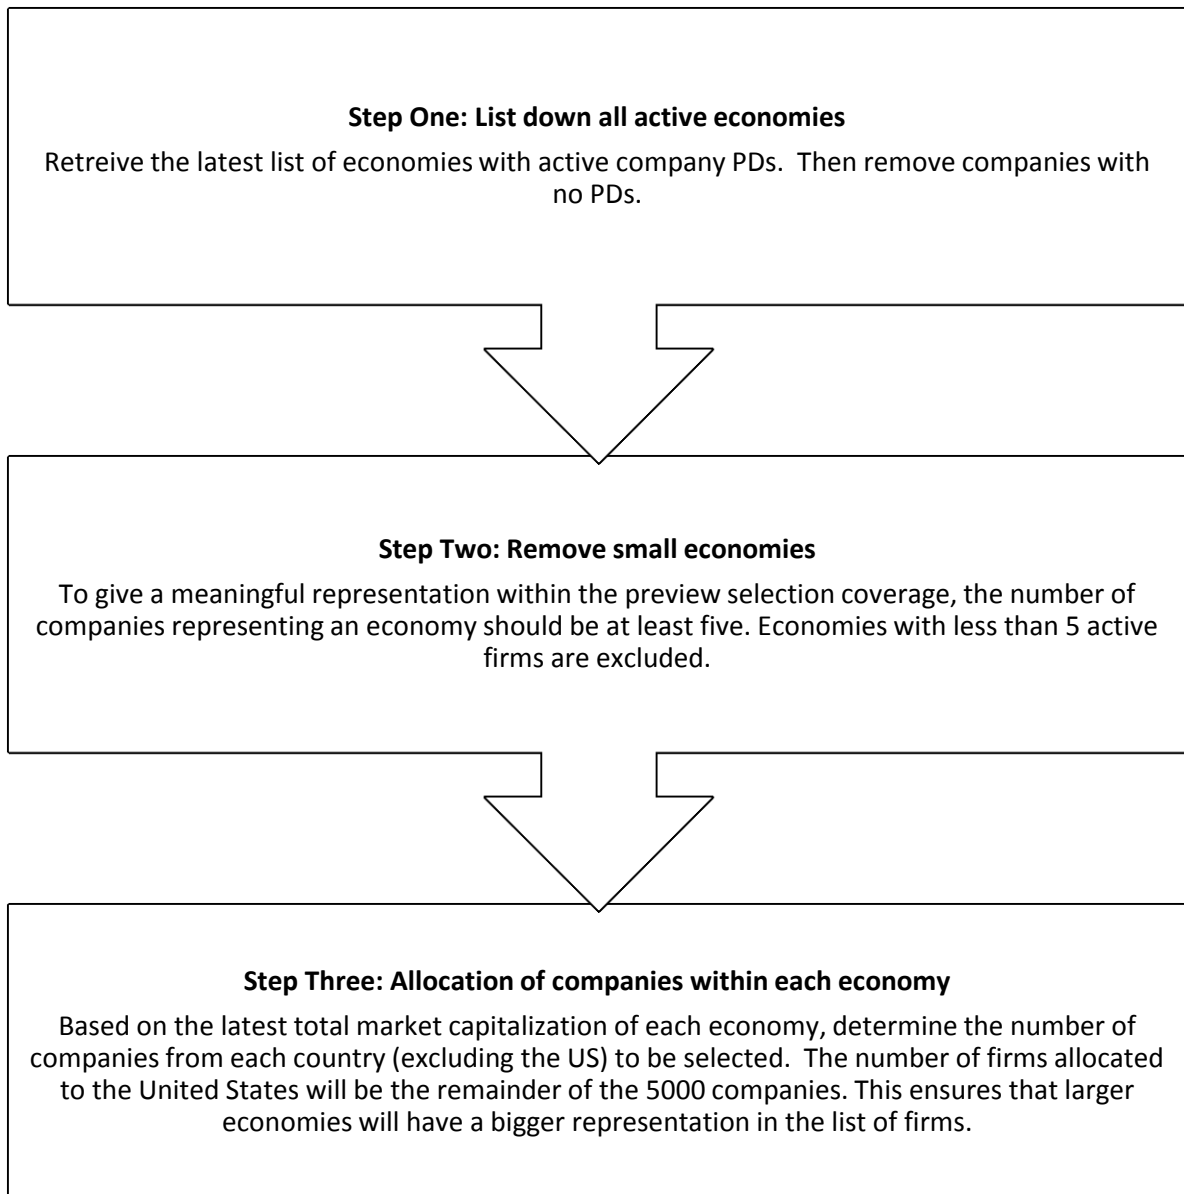 Step One: List down all active economies
Retreive the latest list of economies with active company PDs.  Then remove companies with
no PDs.
Step Two: Remove small economies
To give a meaningful representation within the preview selection coverage, the number of
companies representing an economy should be at least five. Economies with less than 5 active
firms are excluded.
Step Three: Allocation of companies within each economy
Based on the latest total market capitalization of each economy, determine the number of
companies from each country (excluding the US) to be selected.  The number of firms allocated
to the United States will be the remainder of the 5000 companies. This ensures that larger
economies will have a bigger representation in the list of firms.